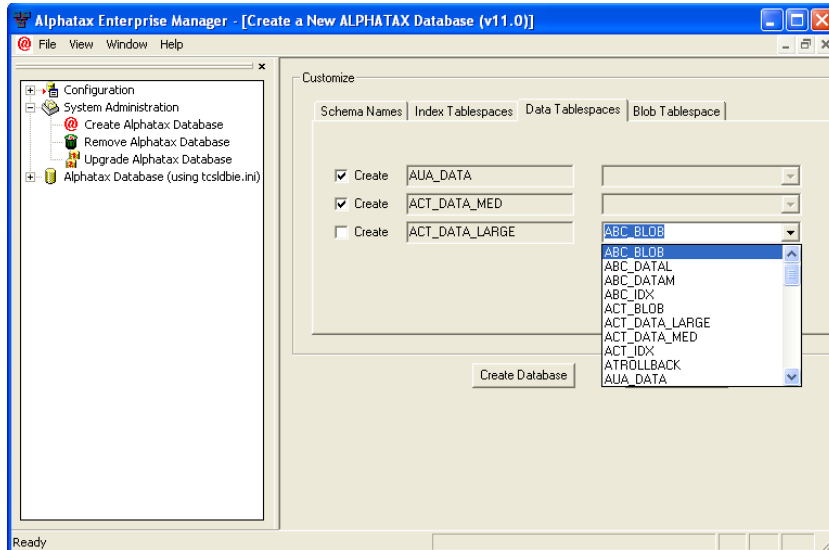 Alphatax Enterprise Manager - [Create a New ALPHATAX Database (v11.0)]
File View Window Help
Configuration
System Administration
Create Alphatax Database
Remove Alphatax Database
Upgrade Alphatax Database
Alphatax Database (using tcsldbie.ini)
Customize
Schema Names Index Tablespaces Data Tablespaces Blob Tablespace
Create AUA_DATA
Create ACT_DATA_MED
Create ACT_DATA_LARGE ABC_BLOB
ABC_BLOB
ABC_DATAL
ABC_DATAM
ABC_IDX
ACT_BLOB
ACT_DATA_LARGE
ACT_DATA_MED
ACT_IDX
ATROLLBACK
AUA_DATA
Create Database
Ready